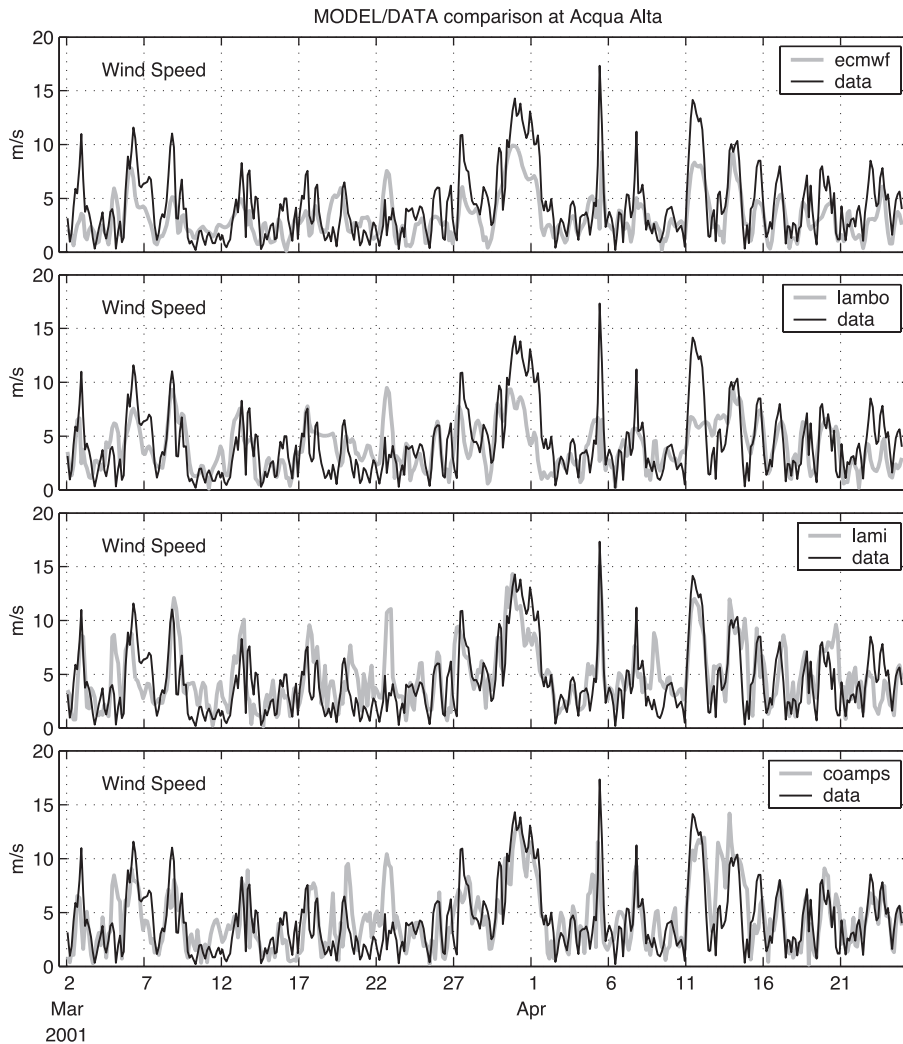 MODEL/DATA comparison at Acqua Alta
20
15
10
5
0
m/s
Wind Speed
ecmwf
data
20
15
10
5
0
m/s
Wind Speed
lambo
data
20
15
10
5
0
m/s
Wind Speed
lami
data
20
15
10
5
0
m/s
Wind Speed
coamps
data
2 7 12 17 22 27 1 6 11 16 21
Mar Apr
2001